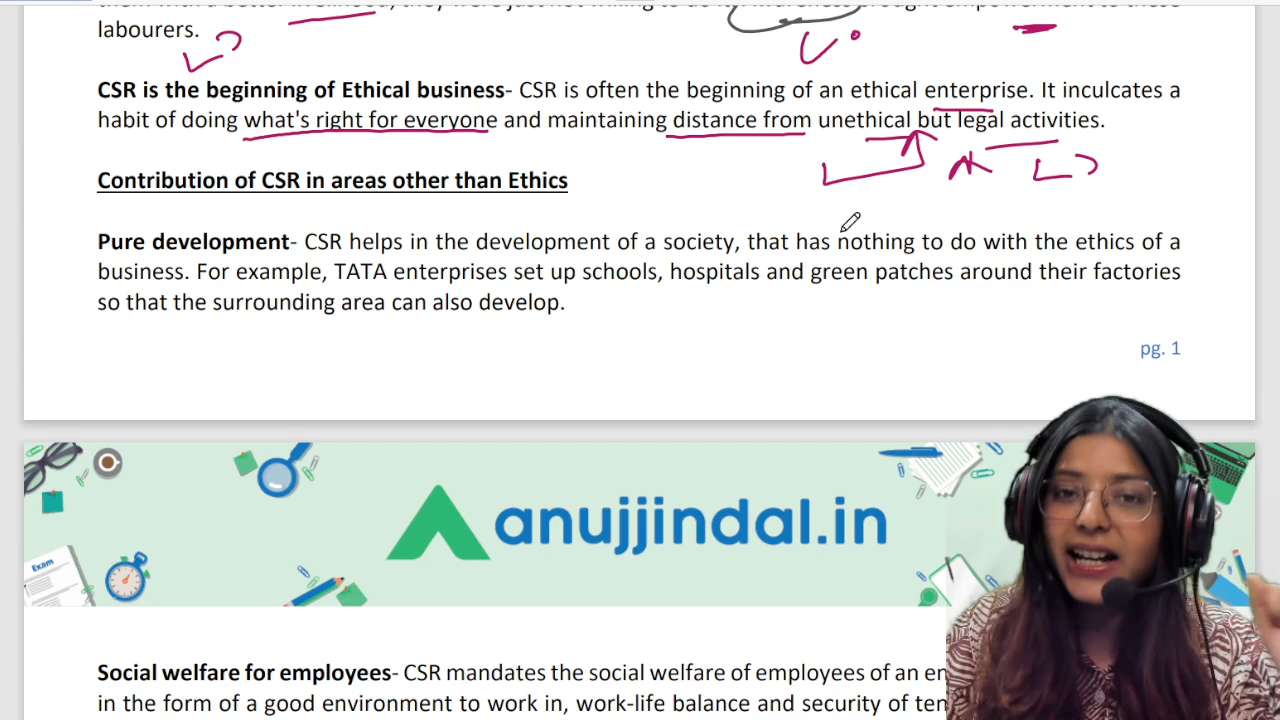 labourers.
CSR is the beginning of Ethical business- CSR is often the beginning of an ethical enterprise. It inculcates a
habit of doing what's right for everyone and maintaining distance from unethical but legal activities.
Contribution of CSR in areas other than Ethics
Pure development- CSR helps in the development of a society, that has nothing to do with the ethics of a
business. For example, TATA enterprises set up schools, hospitals and green patches around their factories
so that the surrounding area can also develop.
pg. 1
Exam
anujjindal.in
Social welfare for employees- CSR mandates the social welfare of employees of an
in the form of a good environment to work in, work-life balance and security of